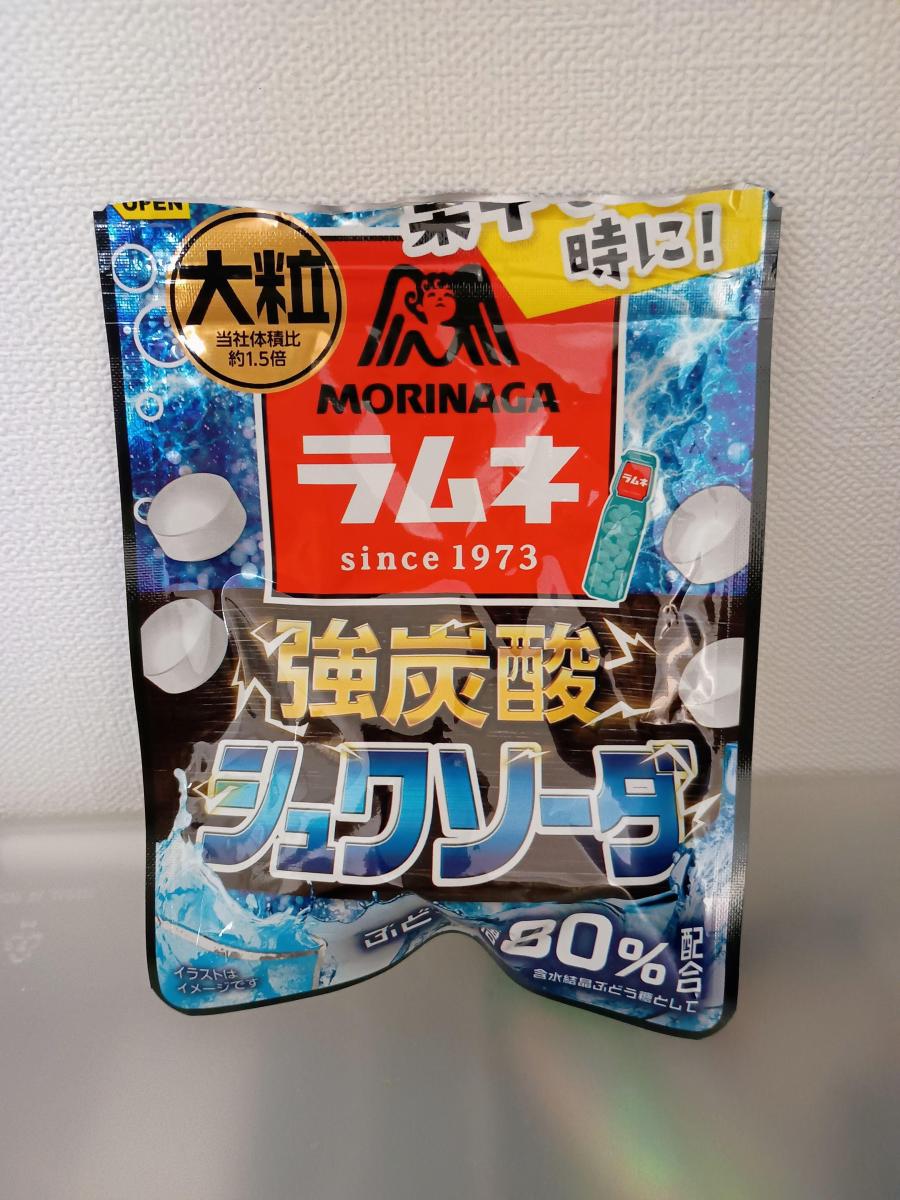 OPEN
時に!
大粒
当社体積比
約1.5倍
MORINAGA
ラムネ
since 1973
ラムネ
強炭酸
シュワソーダ
80%
配合
含水結晶ぶどう糖として
イラストは
イメージです